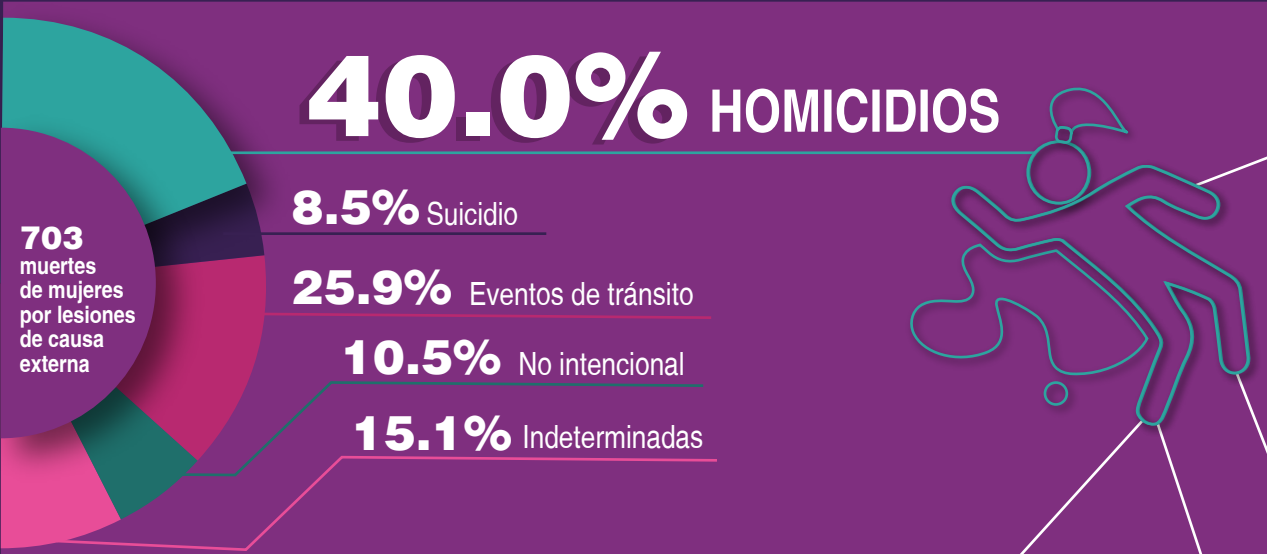 40.0% HOMICIDIOS
8.5% Suicidio
703
muertes
de mujeres
por lesiones
de causa
externa
25.9% Eventos de tránsito
10.5% No intencional
15.1% Indeterminadas